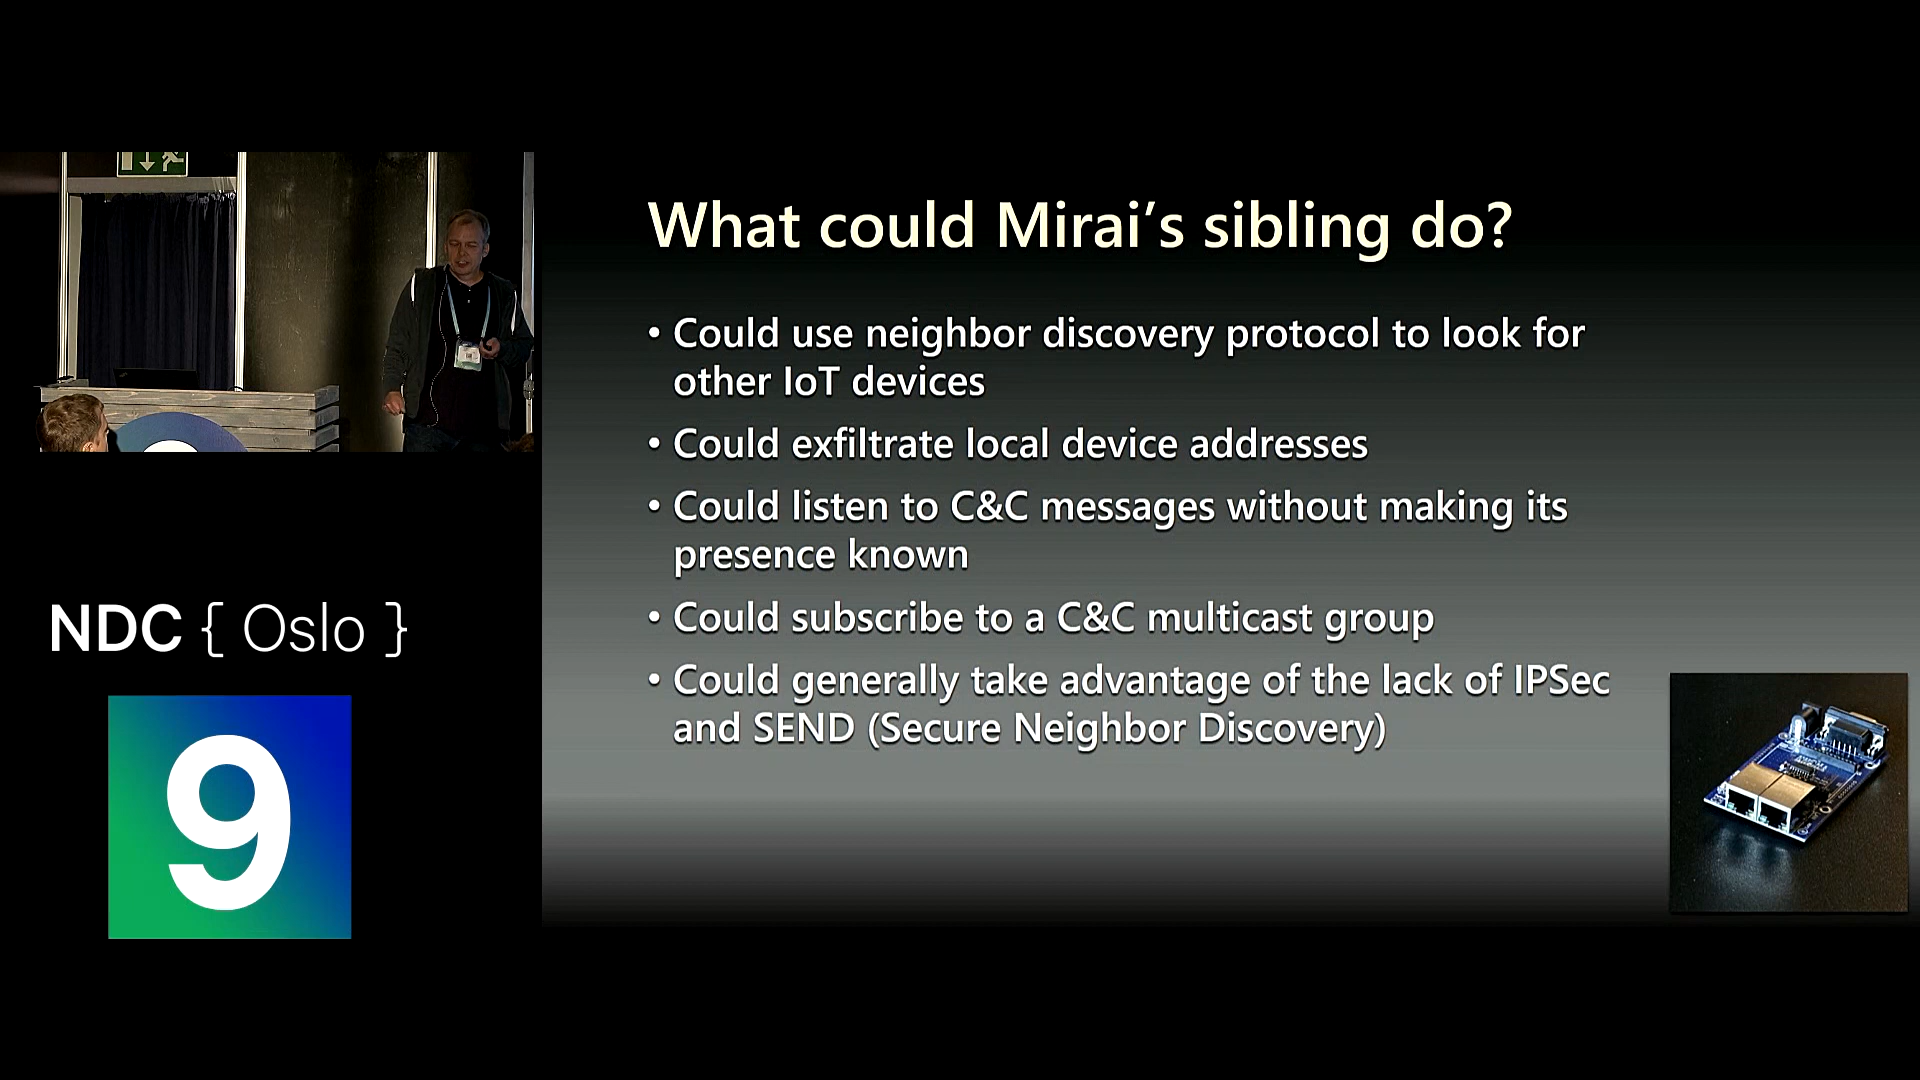 What could Mirai's sibling do?
• Could use neighbor discovery protocol to look for
other IoT devices
• Could exfiltrate local device addresses
• Could listen to C&C messages without making its
presence known
• Could subscribe to a C&C multicast group
• Could generally take advantage of the lack of IPSec
and SEND (Secure Neighbor Discovery)
NDC { Oslo }
9